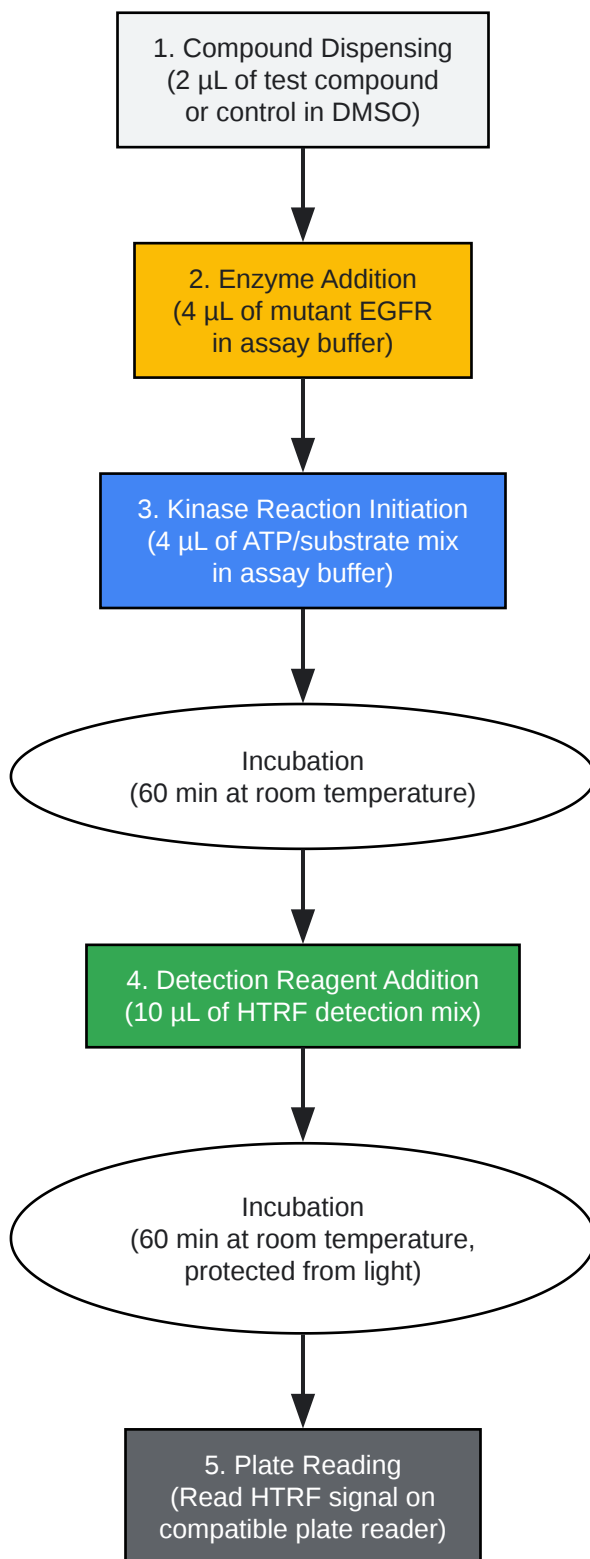 1. Compound Dispensing
(2 µL of test compound
or control in DMSO)
2. Enzyme Addition
(4 µL of mutant EGFR
in assay buffer)
3. Kinase Reaction Initiation
(4 µL of ATP/substrate mix
in assay buffer)
Incubation
(60 min at room temperature)
4. Detection Reagent Addition
(10 µL of HTRF detection mix)
Incubation
(60 min at room temperature,
protected from light)
5. Plate Reading
(Read HTRF signal on
compatible plate reader)